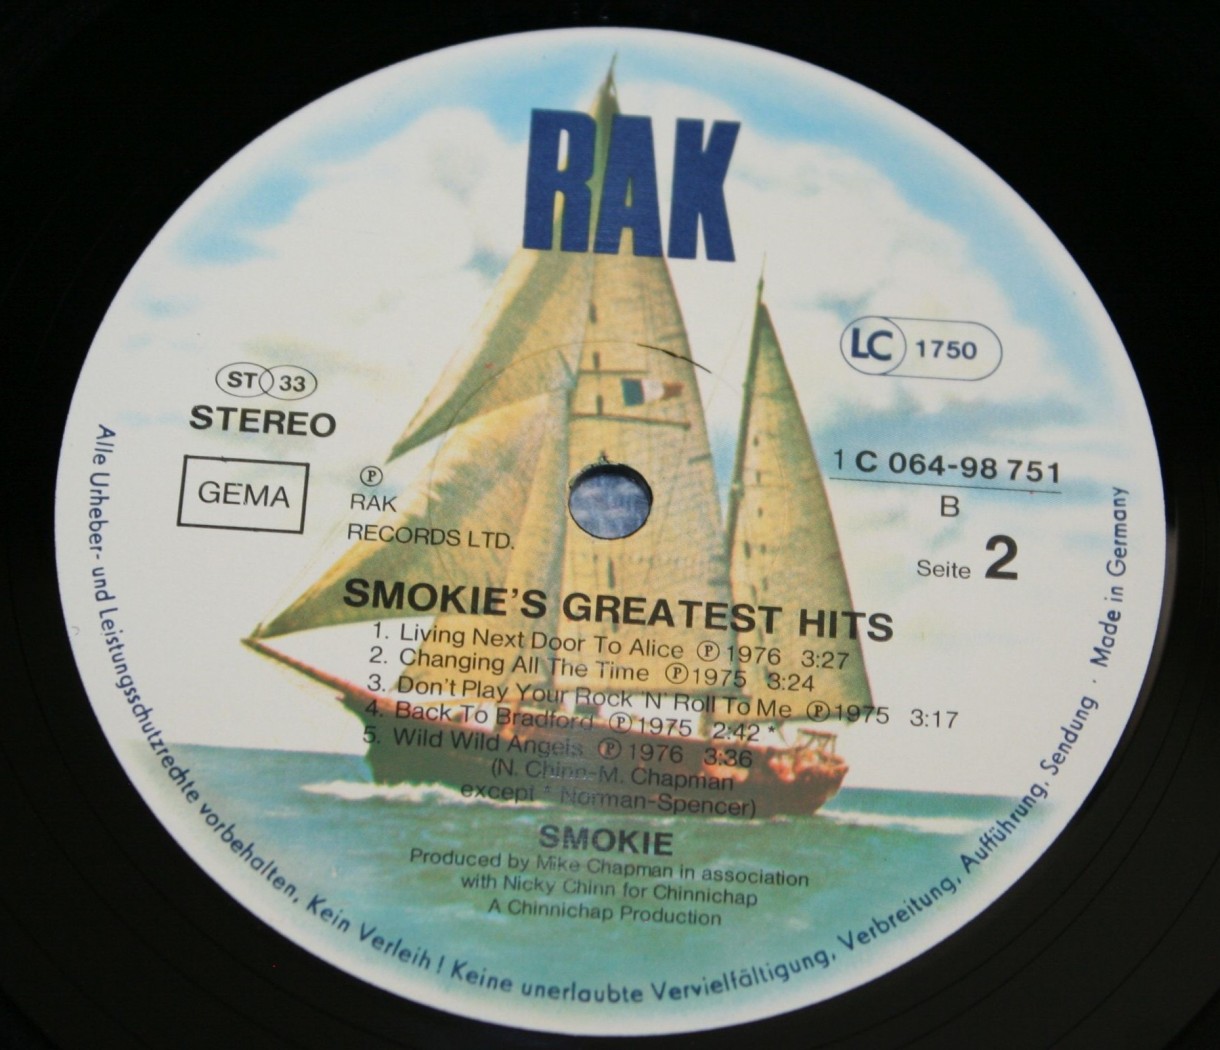 RAK
LC 1750
ST 33
STEREO
GEMA
℗
RAK
RECORDS LTD.
1 C 064-98 751
B
Seite 2
SMOKIE'S GREATEST HITS
1. Living Next Door To Alice ℗ 1976 3:27
2. Changing All The Time ℗ 1975 3:24
3. Don't Play Your Rock 'N' Roll To Me ℗ 1975 3:17
4. Back To Bradford ℗ 1975 2:42 *
5. Wild Wild Angels ℗ 1976 3:36
(N. Chinn-M. Chapman
except * Norman-Spencer)
SMOKIE
Produced by Mike Chapman in association
with Nicky Chinn for Chinnichap
A Chinnichap Production
Alle Urheber- und Leistungsschutzrechte vorbehalten, Kein Verleih! Keine unerlaubte Vervielfältigung, Verbreitung, Aufführung, Sendung · Made in Germany